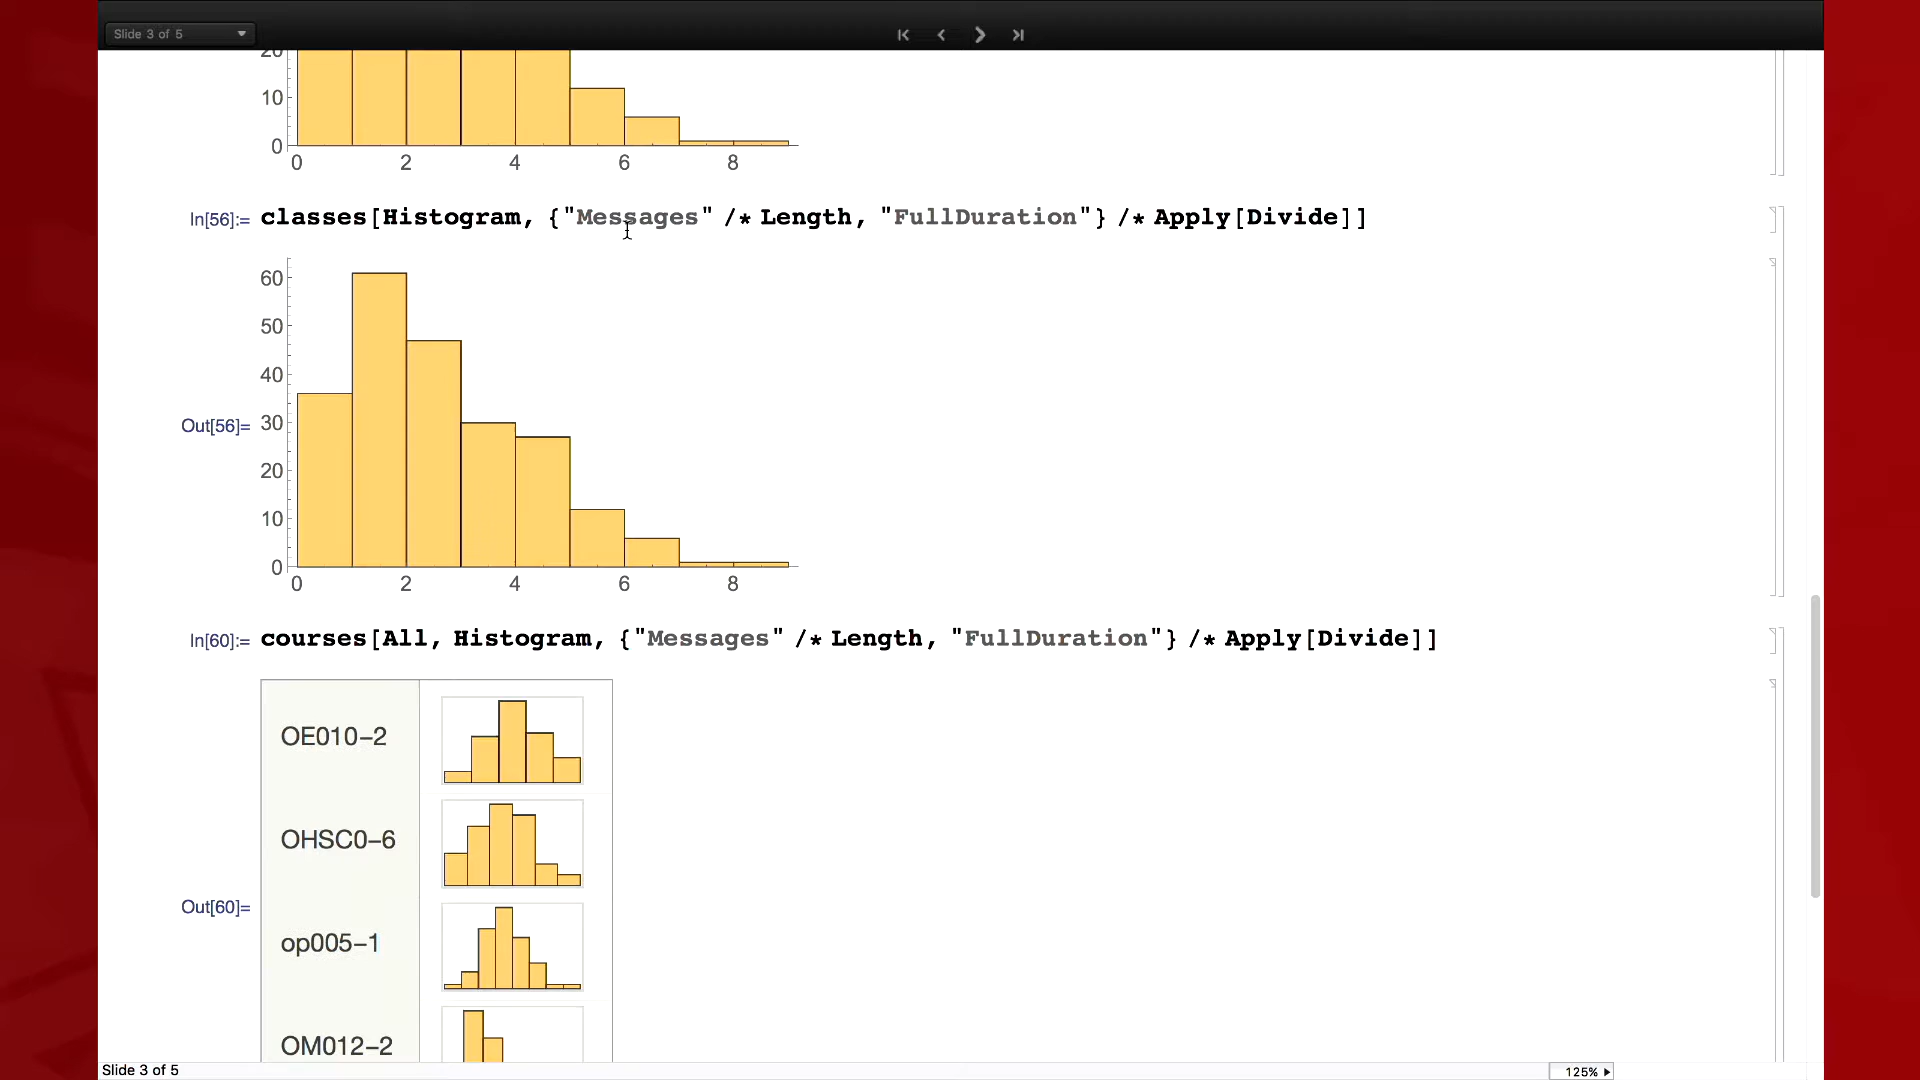 Slide 3 of 5
20
10
0
0 2 4 6 8
In[56]:= classes[Histogram, {"Messages" /* Length, "FullDuration"} /* Apply[Divide]]
60
50
40
Out[56]= 30
20
10
0
0 2 4 6 8
In[60]:= courses[All, Histogram, {"Messages" /* Length, "FullDuration"} /* Apply[Divide]]
OE010–2
OHSC0–6
Out[60]=
op005–1
OM012–2
Slide 3 of 5
125%